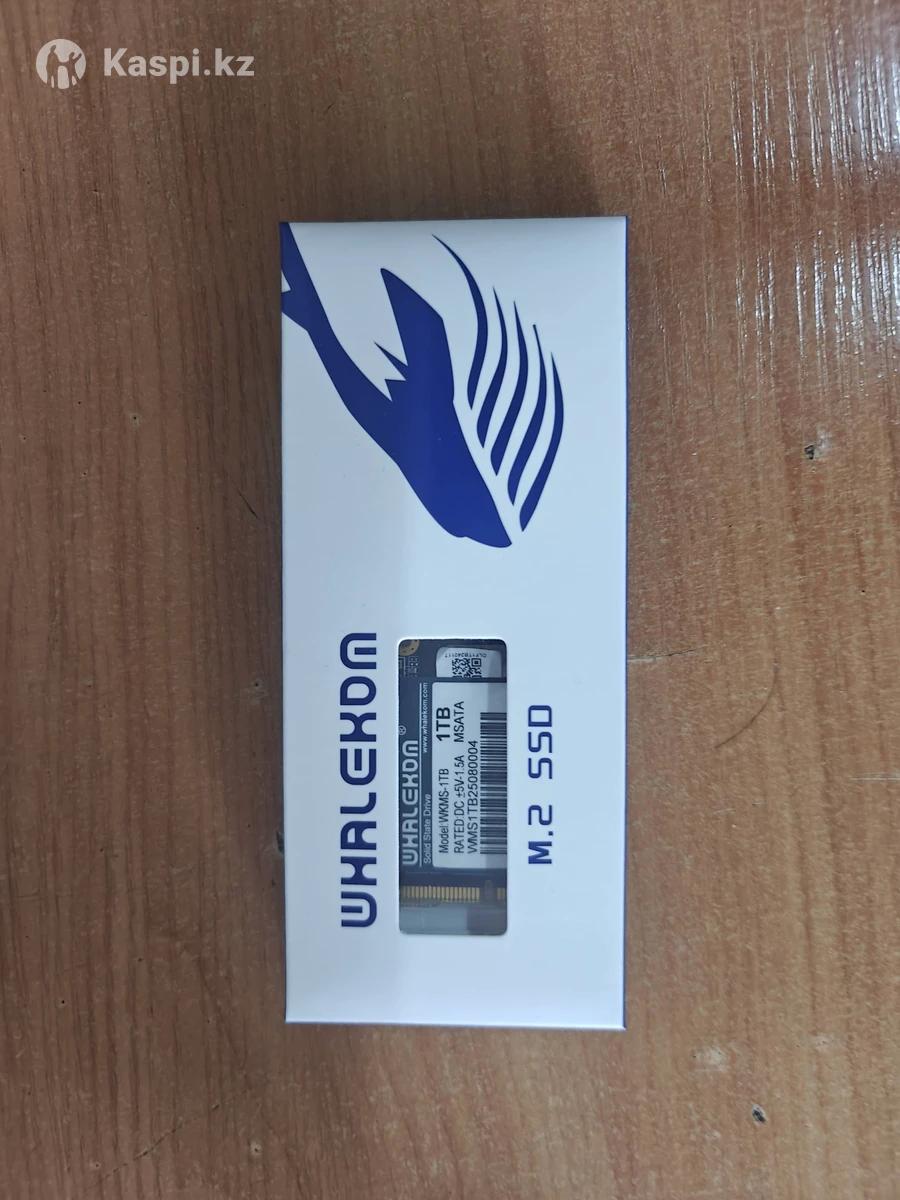 Kaspi.kz
WHALEKOM
WHALEKOM®
Solid State Drive www.whalekom.com
Model:WKMS-1TB 1TB
RATED:DC ±5V-1.5A MSATA
WMS1TB25080004
M.2 SSD